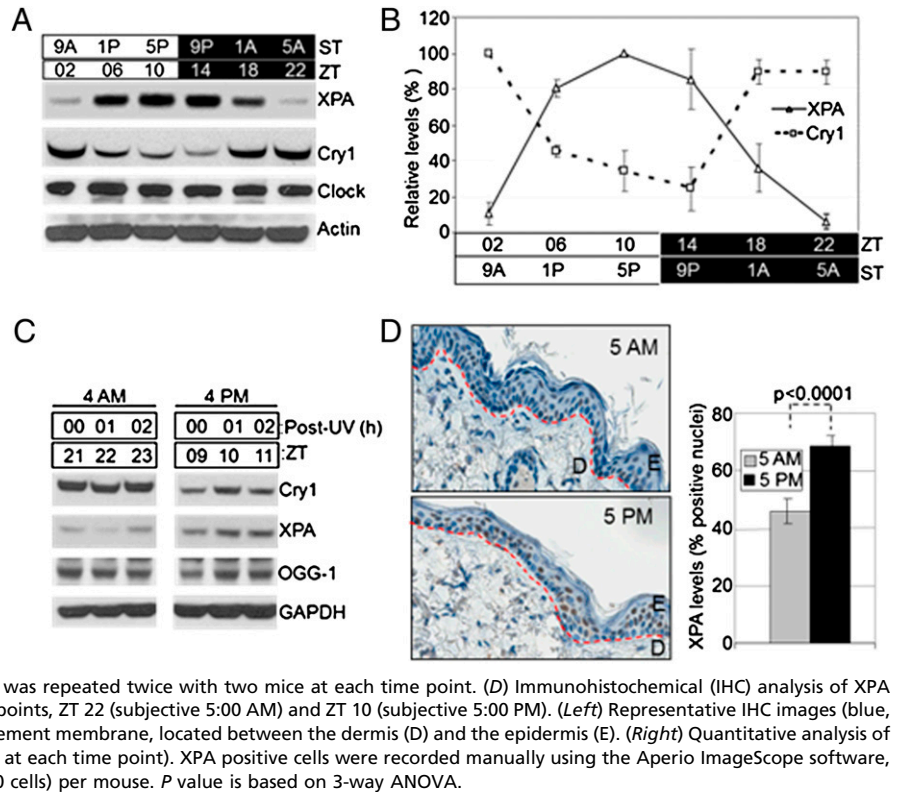 A
9A 1P 5P 9P 1A 5A ST
02 06 10 14 18 22 ZT
XPA
Cry1
Clock
Actin
B
Relative levels (%)
120
100
80
60
40
20
0
XPA
Cry1
02 06 10 14 18 22 ZT
9A 1P 5P 9P 1A 5A ST
C
4 AM 4 PM
00 01 02 00 01 02 :Post-UV (h)
21 22 23 09 10 11 :ZT
Cry1
XPA
OGG-1
GAPDH
D
5 AM
D E
5 PM
E
D
XPA levels (% positive nuclei)
80
60
40
20
0
p<0.0001
5 AM
5 PM
was repeated twice with two mice at each time point. (D) Immunohistochemical (IHC) analysis of XPA
points, ZT 22 (subjective 5:00 AM) and ZT 10 (subjective 5:00 PM). (Left) Representative IHC images (blue,
ement membrane, located between the dermis (D) and the epidermis (E). (Right) Quantitative analysis of
at each time point). XPA positive cells were recorded manually using the Aperio ImageScope software,
0 cells) per mouse. P value is based on 3-way ANOVA.